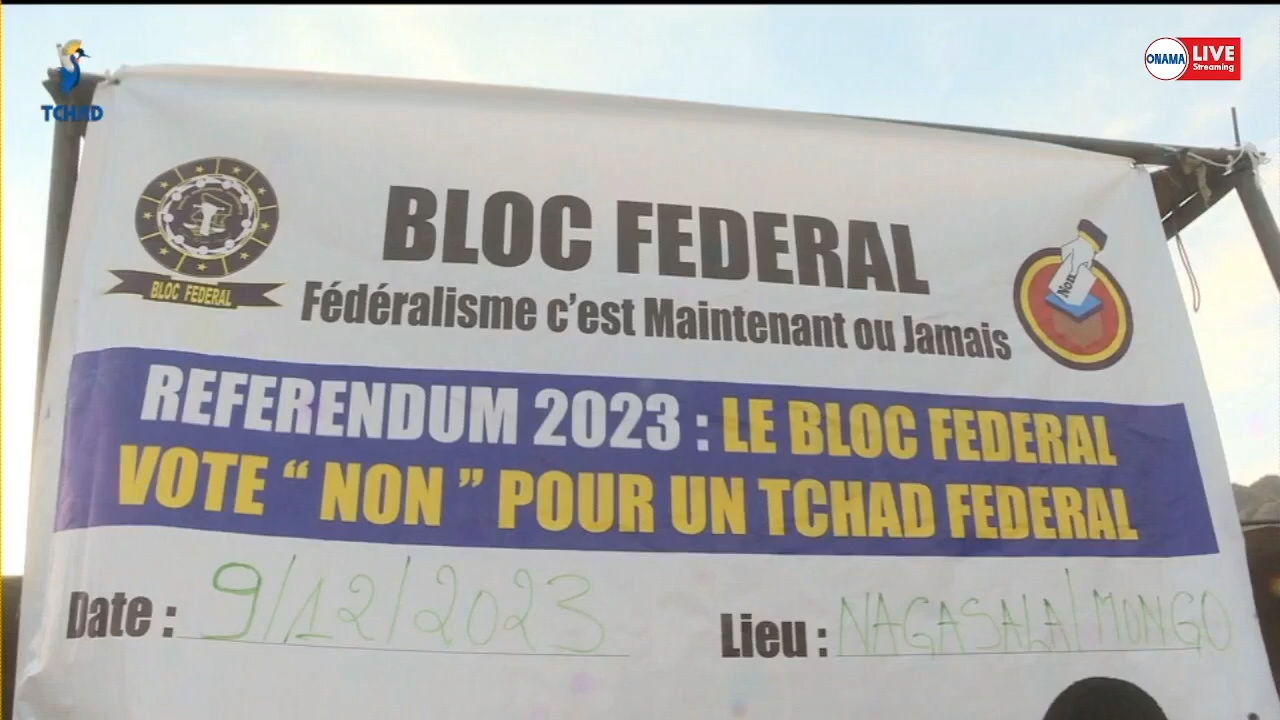 TCHAD
ONAMA LIVE
Streaming
BLOC FEDERAL
BLOC FEDERAL
Fédéralisme c'est Maintenant ou Jamais
Non
REFERENDUM 2023 : LE BLOC FEDERAL
VOTE “ NON ” POUR UN TCHAD FEDERAL
Date : 9/12/2023
Lieu : NAGASALA/MONGO